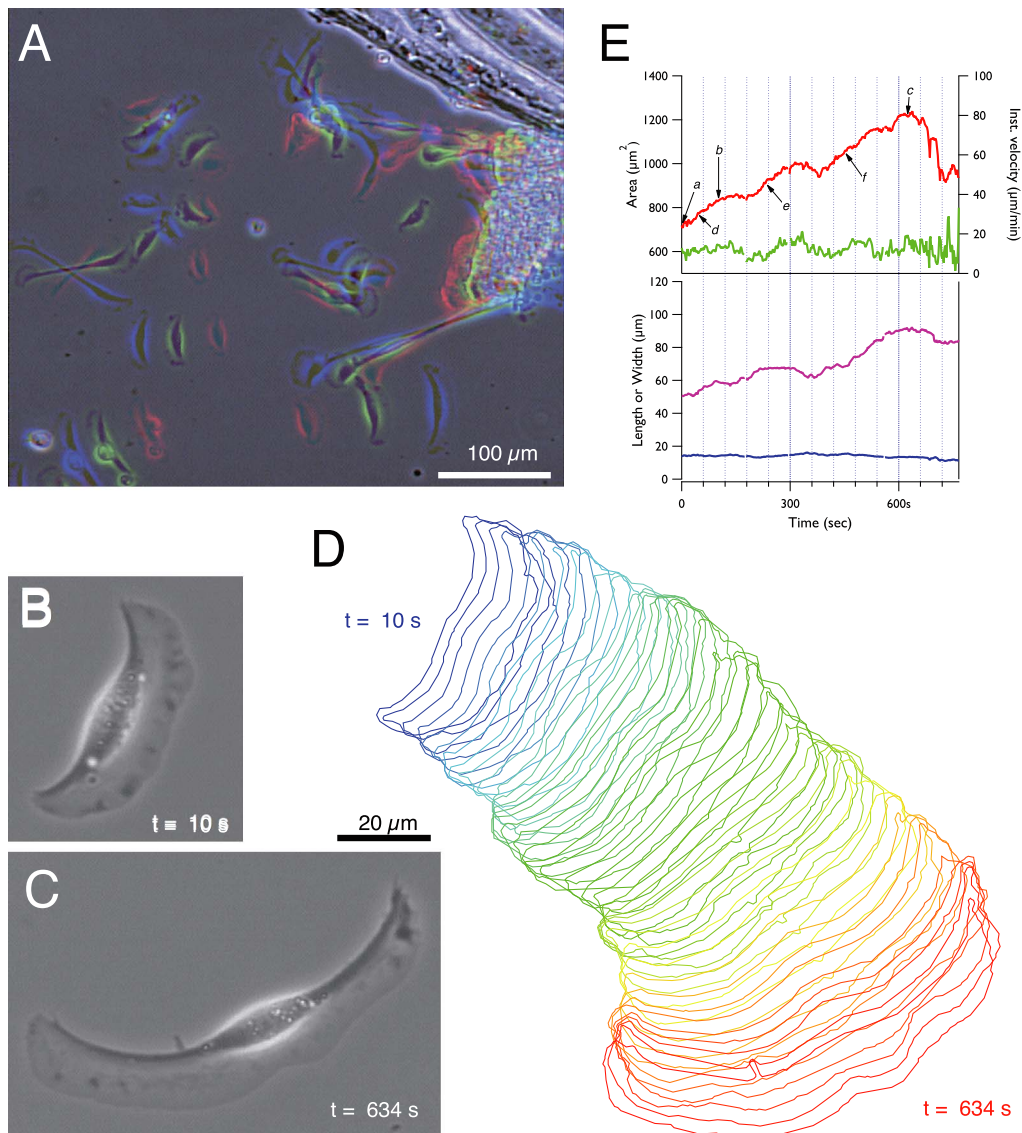 A
100 µm
E
1400
1200
1000
800
600
Area (µm²)
100
80
60
40
20
0
Inst. velocity (µm/min)
a
b
c
d
e
f
120
100
80
60
40
20
0
Length or Width (µm)
0
300
600s
Time (sec)
D
t = 10 s
B
t = 10 s
20 µm
C
t = 634 s
t = 634 s